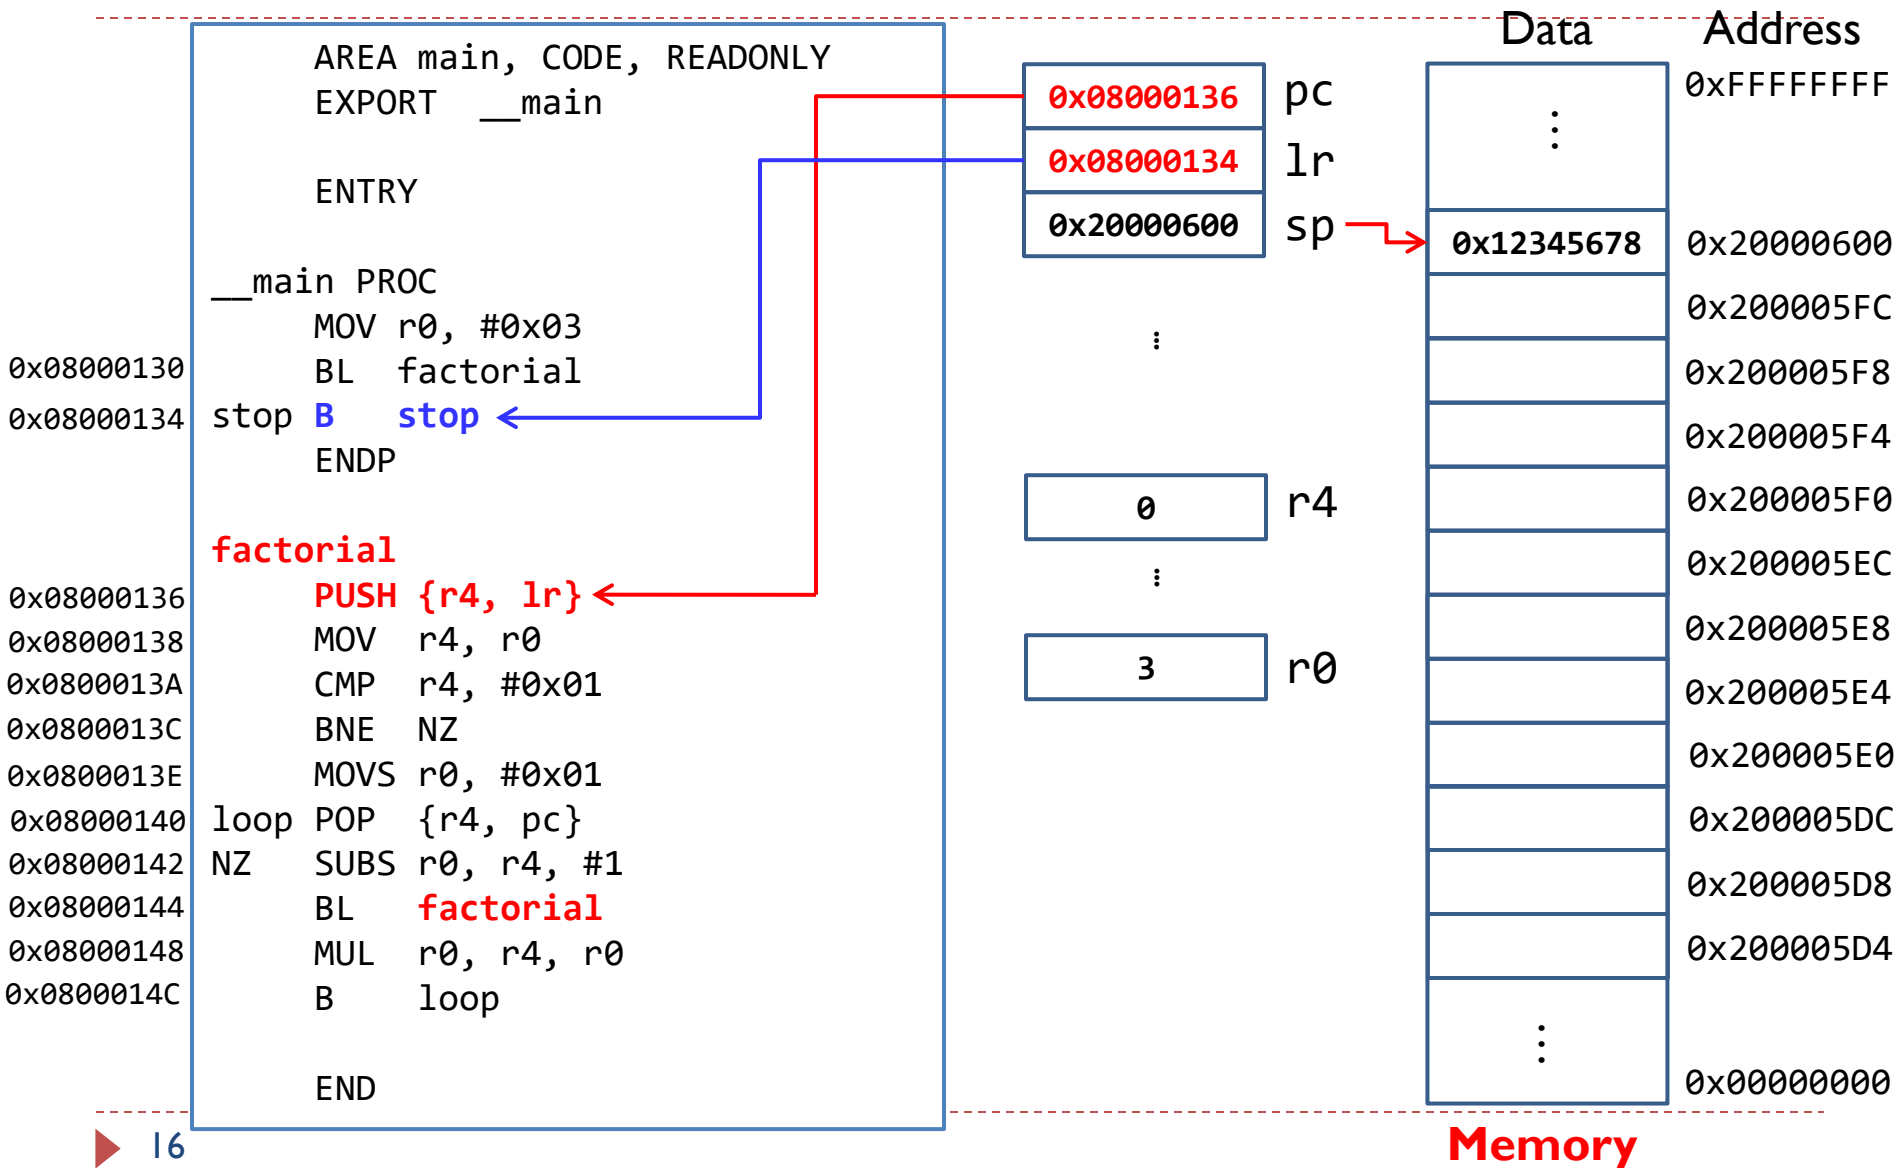 Data Address
AREA main, CODE, READONLY
EXPORT __main
ENTRY
__main PROC
MOV r0, #0x03
0x08000130 BL factorial
0x08000134 stop B stop
ENDP
factorial
0x08000136 PUSH {r4, lr}
0x08000138 MOV r4, r0
0x0800013A CMP r4, #0x01
0x0800013C BNE NZ
0x0800013E MOVS r0, #0x01
0x08000140 loop POP {r4, pc}
0x08000142 NZ SUBS r0, r4, #1
0x08000144 BL factorial
0x08000148 MUL r0, r4, r0
0x0800014C B loop
END
0x08000136 pc
0x08000134 lr
0x20000600 sp
⋮
0 r4
⋮
3 r0
0xFFFFFFFF
⋮
0x12345678 0x20000600
0x200005FC
0x200005F8
0x200005F4
0x200005F0
0x200005EC
0x200005E8
0x200005E4
0x200005E0
0x200005DC
0x200005D8
0x200005D4
⋮
0x00000000
Memory
16